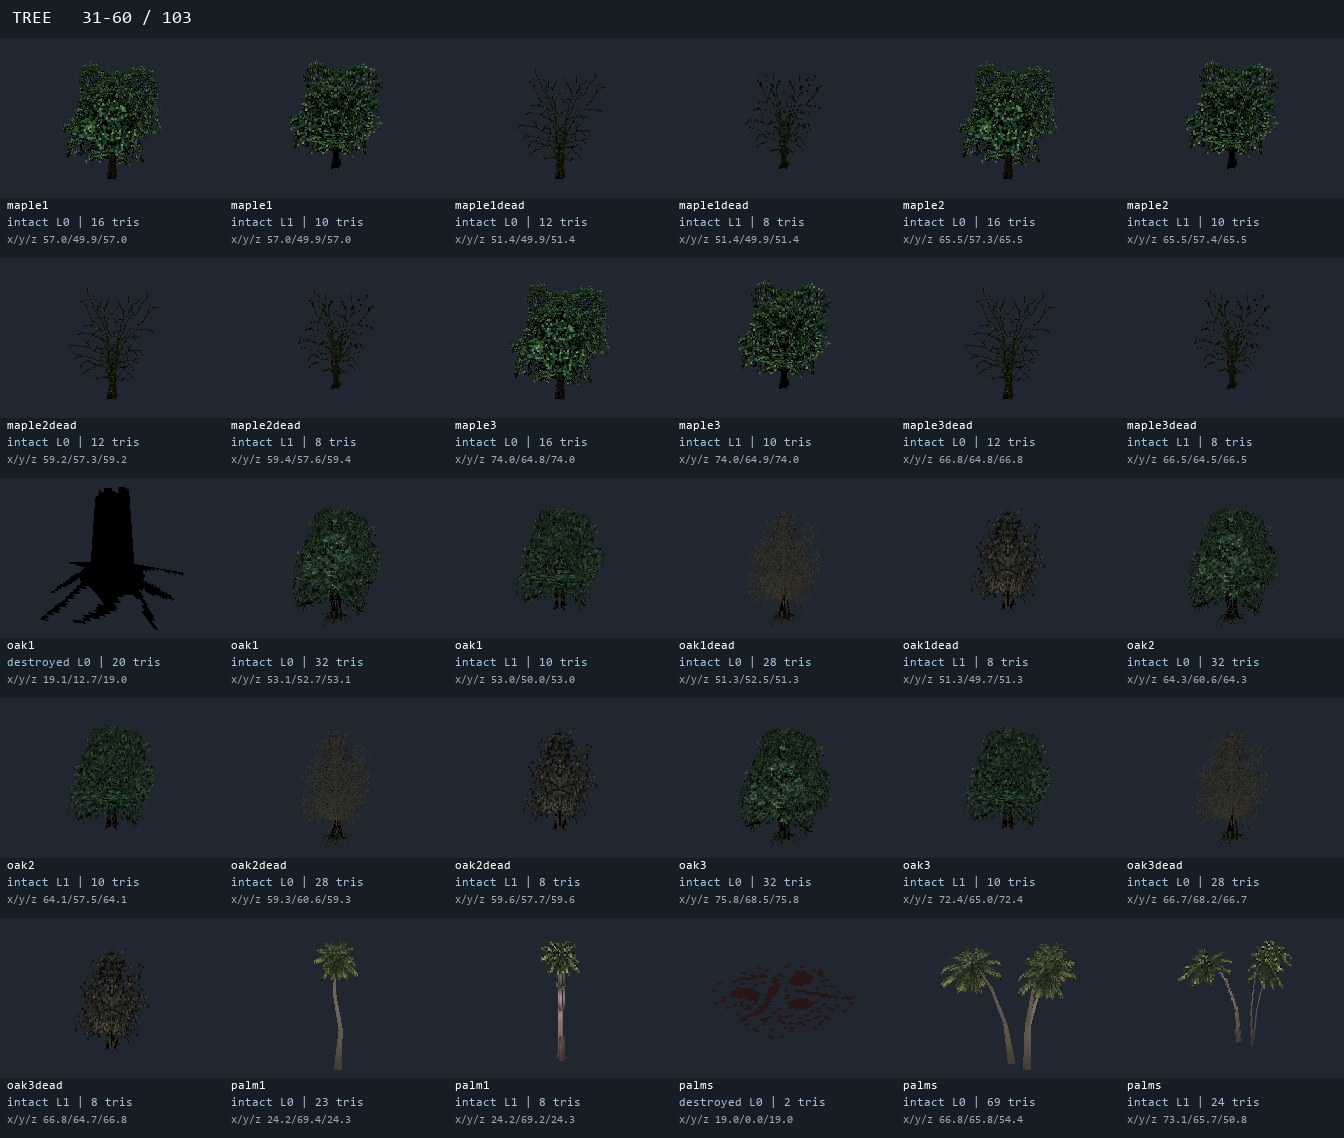 TREE 31-60 / 103
maple1 maple1 maple1dead maple1dead maple2 maple2
intact L0 | 16 tris intact L1 | 10 tris intact L0 | 12 tris intact L1 | 8 tris intact L0 | 16 tris intact L1 | 10 tris
x/y/z 57.0/49.9/57.0 x/y/z 57.0/49.9/57.0 x/y/z 51.4/49.9/51.4 x/y/z 51.4/49.9/51.4 x/y/z 65.5/57.3/65.5 x/y/z 65.5/57.4/65.5
maple2dead maple2dead maple3 maple3 maple3dead maple3dead
intact L0 | 12 tris intact L1 | 8 tris intact L0 | 16 tris intact L1 | 10 tris intact L0 | 12 tris intact L1 | 8 tris
x/y/z 59.2/57.3/59.2 x/y/z 59.4/57.6/59.4 x/y/z 74.0/64.8/74.0 x/y/z 74.0/64.9/74.0 x/y/z 66.8/64.8/66.8 x/y/z 66.5/64.5/66.5
oak1 oak1 oak1 oak1dead oak1dead oak2
destroyed L0 | 20 tris intact L0 | 32 tris intact L1 | 10 tris intact L0 | 28 tris intact L1 | 8 tris intact L0 | 32 tris
x/y/z 19.1/12.7/19.0 x/y/z 53.1/52.7/53.1 x/y/z 53.0/50.0/53.0 x/y/z 51.3/52.5/51.3 x/y/z 51.3/49.7/51.3 x/y/z 64.3/60.6/64.3
oak2 oak2dead oak2dead oak3 oak3 oak3dead
intact L1 | 10 tris intact L0 | 28 tris intact L1 | 8 tris intact L0 | 32 tris intact L1 | 10 tris intact L0 | 28 tris
x/y/z 64.1/57.5/64.1 x/y/z 59.3/60.6/59.3 x/y/z 59.6/57.7/59.6 x/y/z 75.8/68.5/75.8 x/y/z 72.4/65.0/72.4 x/y/z 66.7/68.2/66.7
oak3dead palm1 palm1 palms palms palms
intact L1 | 8 tris intact L0 | 23 tris intact L1 | 8 tris destroyed L0 | 2 tris intact L0 | 69 tris intact L1 | 24 tris
x/y/z 66.8/64.7/66.8 x/y/z 24.2/69.4/24.3 x/y/z 24.2/69.2/24.3 x/y/z 19.0/0.0/19.0 x/y/z 66.8/65.8/54.4 x/y/z 73.1/65.7/50.8